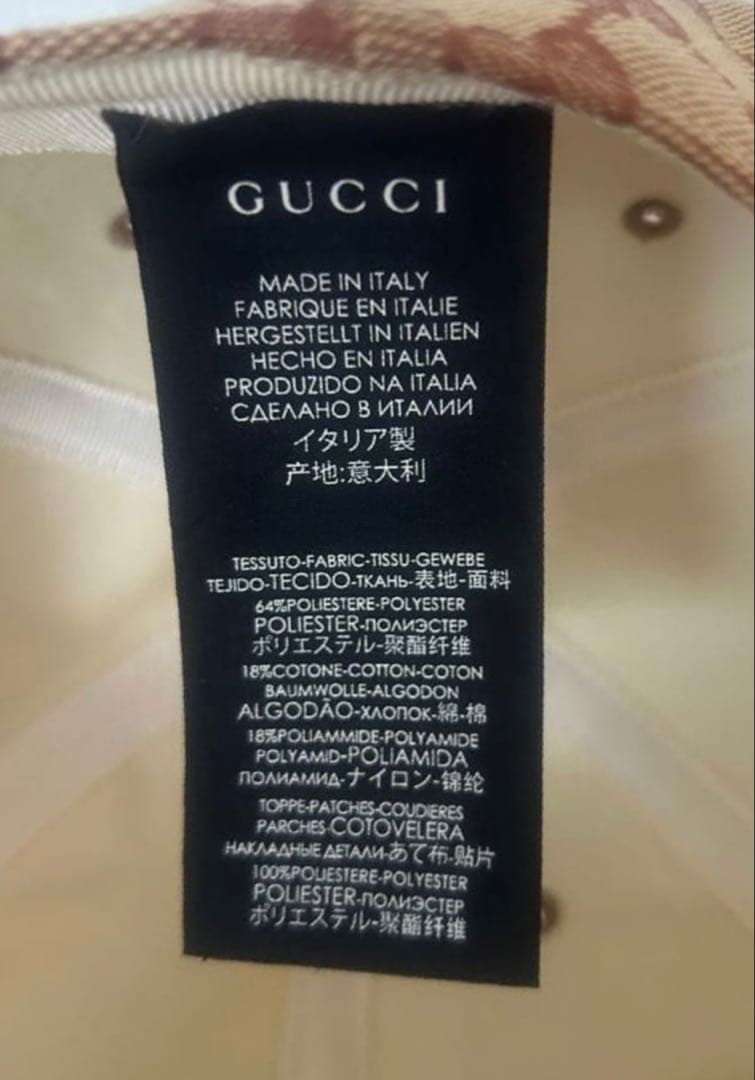 GUCCI
MADE IN ITALY
FABRIQUE EN ITALIE
HERGESTELLT IN ITALIEN
HECHO EN ITALIA
PRODUZIDO NA ITALIA
СДЕЛАНО В ИТАЛИИ
イタリア製
产地:意大利
TESSUTO-FABRIC-TISSU-GEWEBE
TEJIDO-TECIDO-ТКАНЬ-表地-面料
64%POLIESTERE-POLYESTER
POLIESTER-ПОЛИЭСТЕР
ポリエステル-聚酯纤维
18%COTONE-COTTON-COTON
BAUMWOLLE-ALGODON
ALGODÃO-ХЛОПОК-綿-棉
18%POLIAMMIDE-POLYAMIDE
POLYAMID-POLIAMIDA
ПОЛИАМИД-ナイロン-锦纶
TOPPE-PATCHES-COUDIERES
PARCHES-COTOVELERA
НАКЛАДНЫЕ ДЕТАЛИ-あて布-贴片
100%POLIESTERE-POLYESTER
POLIESTER-ПОЛИЭСТЕР
ポリエステル-聚酯纤维